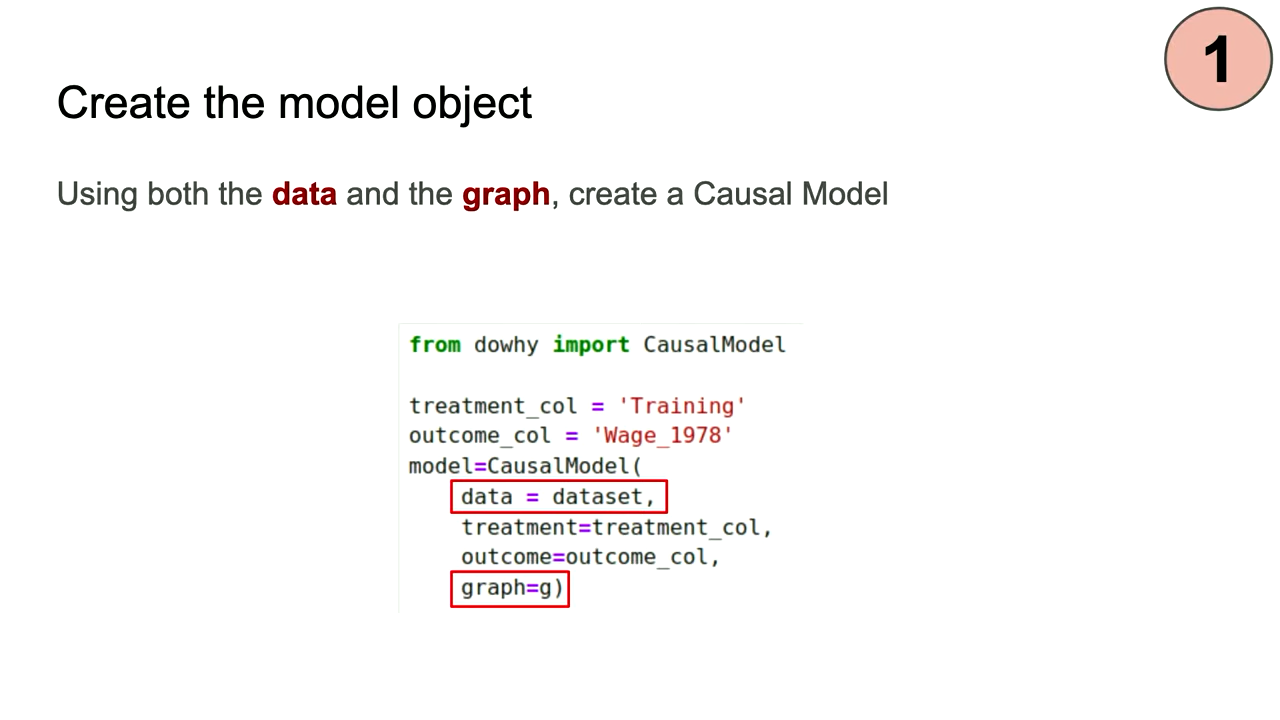 1
Create the model object
Using both the data and the graph, create a Causal Model
from dowhy import CausalModel
treatment_col = 'Training'
outcome_col = 'Wage_1978'
model=CausalModel(
    data = dataset,
    treatment=treatment_col,
    outcome=outcome_col,
    graph=g)